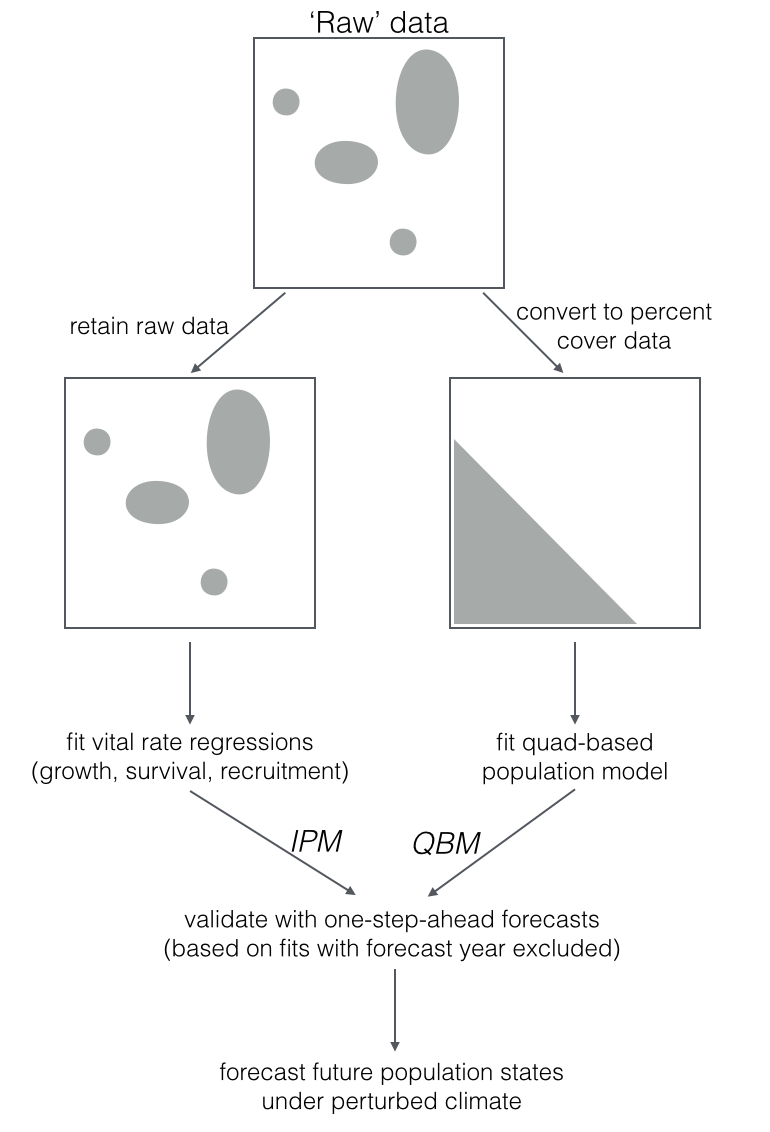 ‘Raw’ data
retain raw data
convert to percent
cover data
fit vital rate regressions
(growth, survival, recruitment)
fit quad-based
population model
IPM
QBM
validate with one-step-ahead forecasts
(based on fits with forecast year excluded)
forecast future population states
under perturbed climate